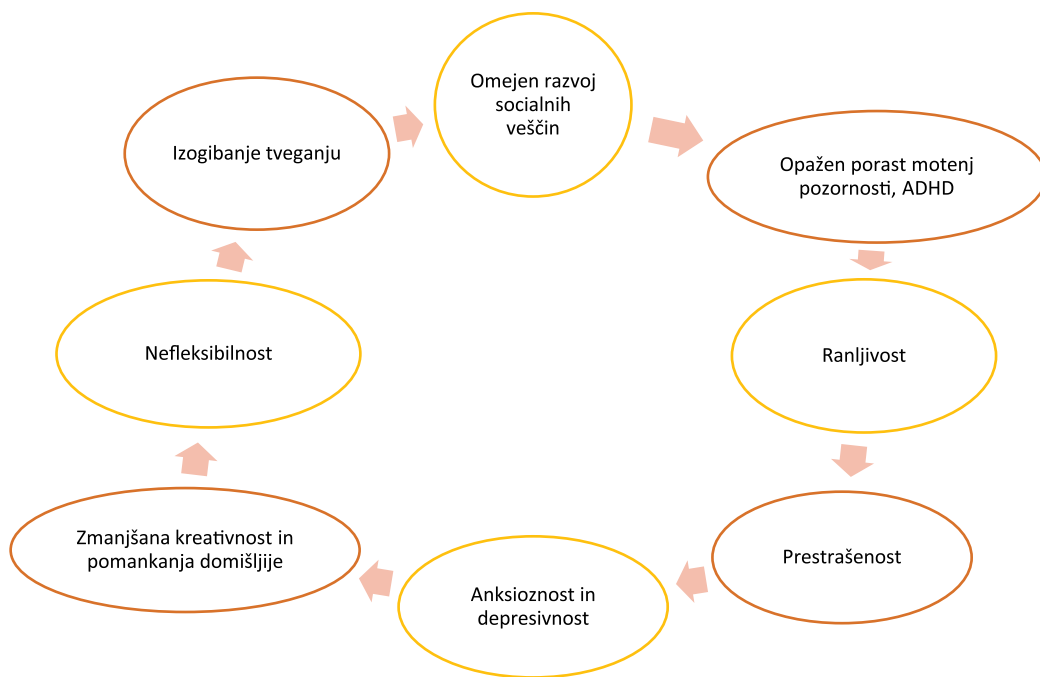 Omejen razvoj
socialnih
veščin
Opažen porast motenj
pozornosti, ADHD
Ranljivost
Prestrašenost
Anksioznost in
depresivnost
Zmanjšana kreativnost in
pomankanja domišljije
Nefleksibilnost
Izogibanje tveganju